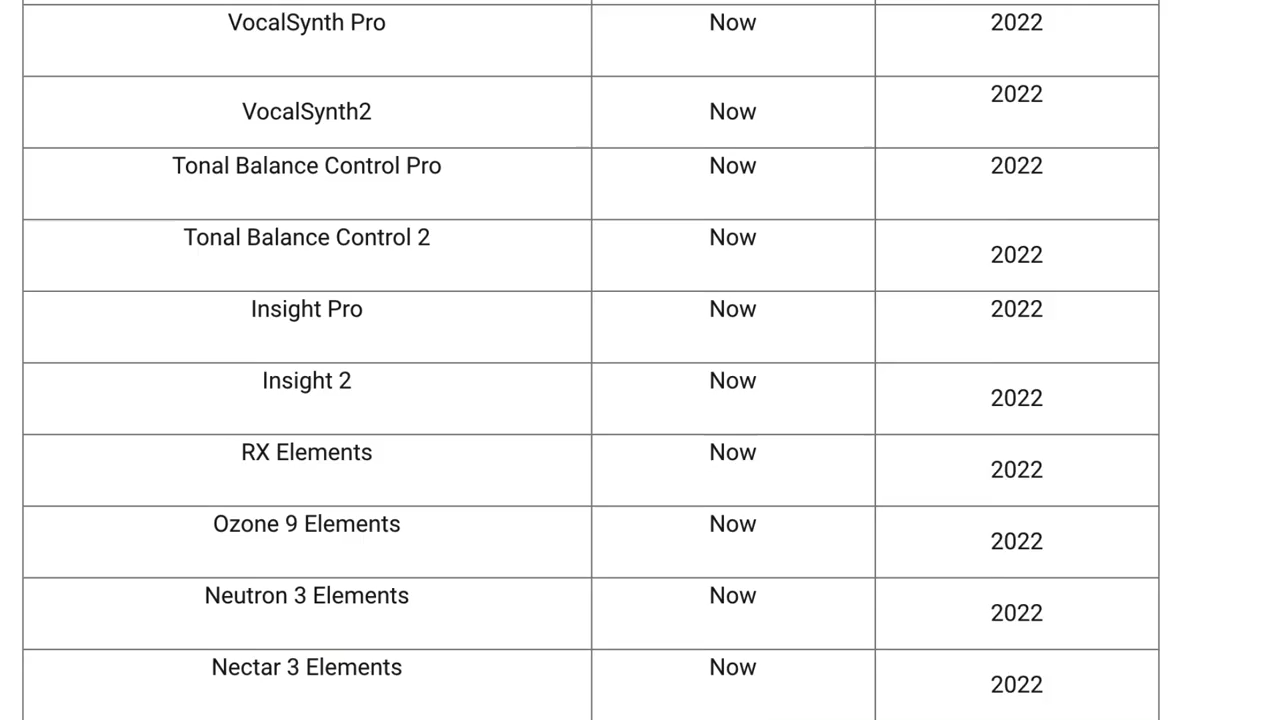 VocalSynth Pro Now 2022
VocalSynth2 Now 2022
Tonal Balance Control Pro Now 2022
Tonal Balance Control 2 Now 2022
Insight Pro Now 2022
Insight 2 Now 2022
RX Elements Now 2022
Ozone 9 Elements Now 2022
Neutron 3 Elements Now 2022
Nectar 3 Elements Now 2022